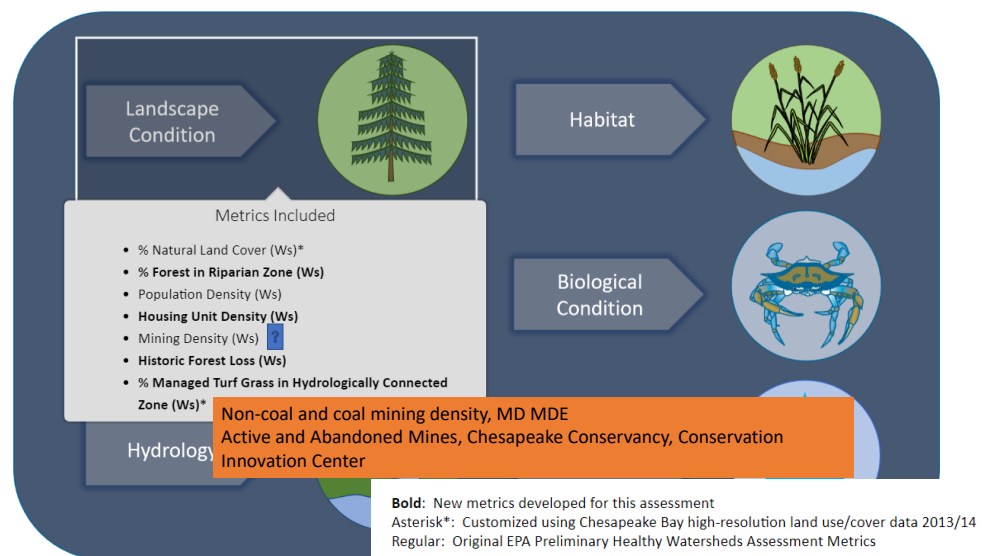 Landscape
Condition
Habitat
Metrics Included
• % Natural Land Cover (Ws)*
• % Forest in Riparian Zone (Ws)
• Population Density (Ws)
• Housing Unit Density (Ws)
• Mining Density (Ws) ?
• Historic Forest Loss (Ws)
• % Managed Turf Grass in Hydrologically Connected
Zone (Ws)*
Biological
Condition
Non-coal and coal mining density, MD MDE
Active and Abandoned Mines, Chesapeake Conservancy, Conservation
Innovation Center
Hydrology
Bold: New metrics developed for this assessment
Asterisk*: Customized using Chesapeake Bay high-resolution land use/cover data 2013/14
Regular: Original EPA Preliminary Healthy Watersheds Assessment Metrics